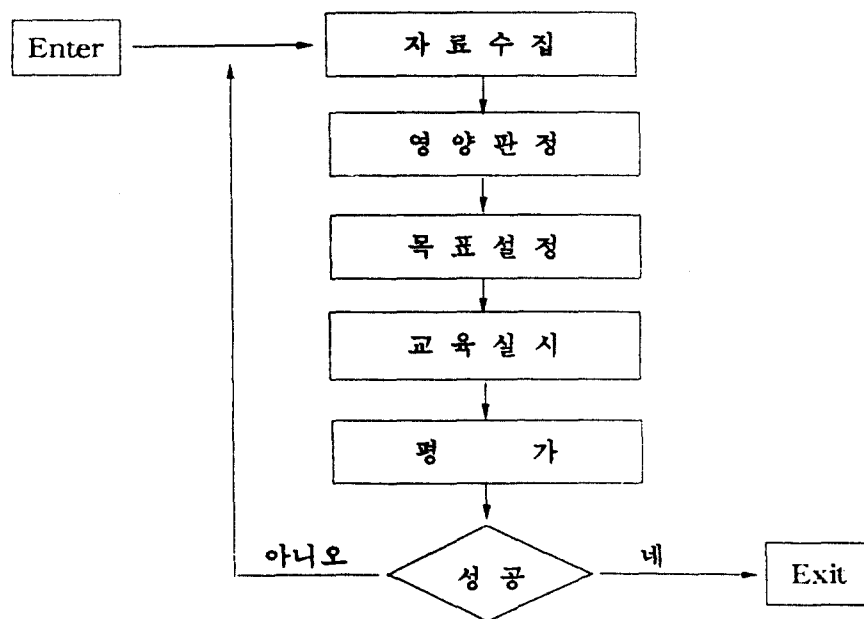 Enter
자 료 수 집
영 양 판 정
목 표 설 정
교 육 실 시
평 가
아니오
성 공
네
Exit